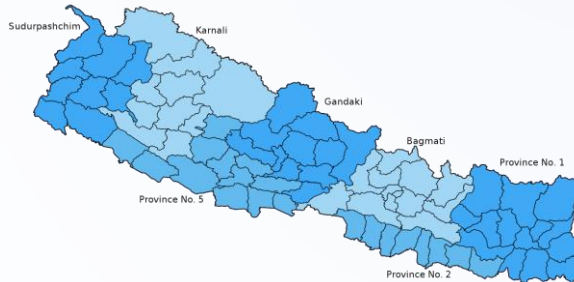 Sudurpashchim
Karnali
Gandaki
Bagmati
Province No. 1
Province No. 5
Province No. 2